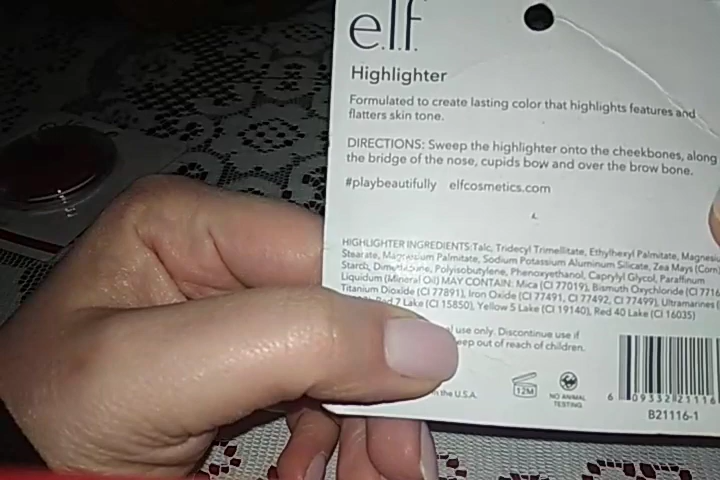 e.l.f.
Highlighter
Formulated to create lasting color that highlights features and
flatters skin tone.
DIRECTIONS: Sweep the highlighter onto the cheekbones, along
the bridge of the nose, cupids bow and over the brow bone.
#playbeautifully elfcosmetics.com
HIGHLIGHTER INGREDIENTS: Talc, Tridecyl Trimellitate, Ethylhexyl Palmitate,
Stearate, Magnesium Palmitate, Sodium Potassium Aluminum Silicate, Zea Mays (Corn)
Starch, Dimethicone, Polyisobutylene, Phenoxyethanol, Caprylyl Glycol, Paraffinum
Liquidum (Mineral Oil) MAY CONTAIN: Mica (CI 77019), Bismuth Oxychloride
Titanium Dioxide (CI 77891), Iron Oxide (CI 77491, CI 77492, CI 77499), Ultramarines
Red 7 Lake (CI 15850), Yellow 5 Lake (CI 19140), Red 40 Lake (CI 16035)
use only. Discontinue use if
out of reach of children.
the U.S.A.
12M
NO ANIMAL
TESTING
6 09332 21116
B21116-1